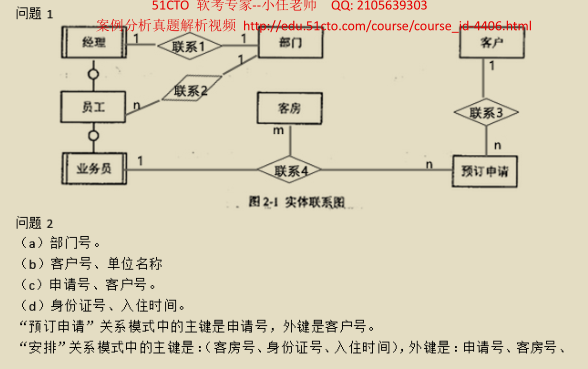 51CTO 软考专家--小任老师 QQ: 2105639303
问题 1
案例分析真题解析视频 http://edu.51cto.com/course/course_id-4406.html
经理 1 联系1 1 部门 客户
1 1
员工 n 联系2 客房 联系3
m n
业务员 1 联系4 n 预订申请
图2-1 实体联系图
问题 2
(a)部门号。
(b)客户号、单位名称
(c)申请号、客户号。
(d)身份证号、入住时间。
“预订申请”关系模式中的主键是申请号，外键是客户号。
“安排”关系模式中的主键是:(客房号、身份证号、入住时间),外键是:申请号、客房号、